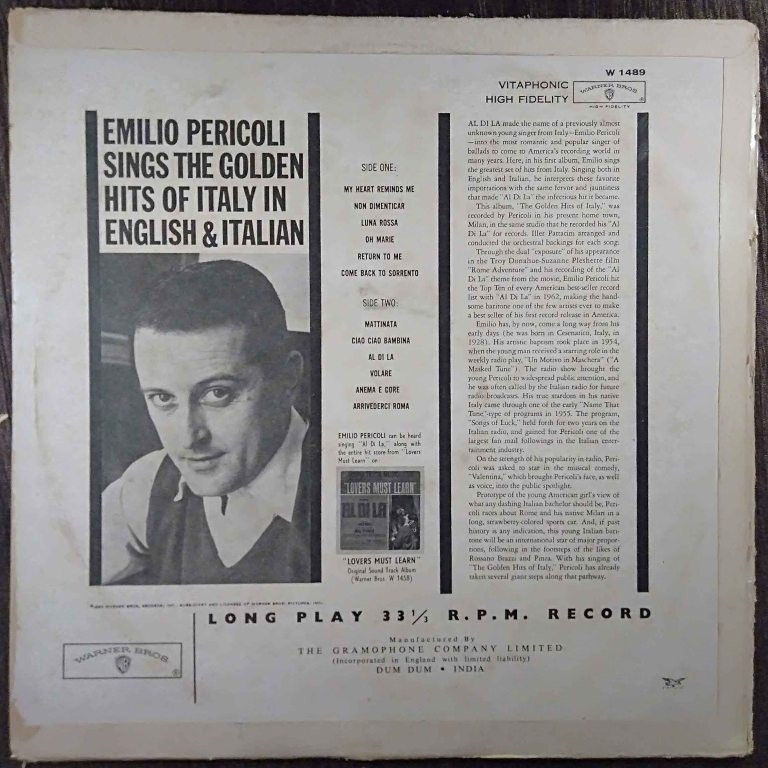 W 1489
VITAPHONIC
HIGH FIDELITY
WARNER BROS
HIGH FIDELITY
EMILIO PERICOLI
SINGS THE GOLDEN
HITS OF ITALY IN
ENGLISH & ITALIAN
SIDE ONE:
MY HEART REMINDS ME
NON DIMENTICAR
LUNA ROSSA
OH MARIE
RETURN TO ME
COME BACK TO SORRENTO
SIDE TWO:
MATTINATA
CIAO CIAO BAMBINA
AL DI LA
VOLARE
ANEMA E CORE
ARRIVEDERCI ROMA
EMILIO PERICOLI can be heard
singing "Al Di La," along with
the entire hit score from "Lovers
Must Learn" on:
"LOVERS MUST LEARN"
AL DI LA
"LOVERS MUST LEARN"
Original Sound Track Album
(Warner Bros. W 1458)
AL DI LA made the name of a previously almost
unknown young singer from Italy—Emilio Pericoli
—into the most romantic and popular singer of
ballads to come to America's recording world in
many years. Here, in his first album, Emilio sings
the greatest set of hits from Italy. Singing both in
English and Italian, he interprets these favorite
importations with the same fervor and jauntiness
that made "Al Di La" the infectious hit it became.
This album, "The Golden Hits of Italy," was
recorded by Pericoli in his present home town,
Milan, in the same studio that he recorded his "Al
Di La" for records. Iller Pattacini arranged and
conducted the orchestral backings for each song.
Through the dual "exposure" of his appearance
in the Troy Donahue-Suzanne Pleshette film
"Rome Adventure" and his recording of the "Al
Di La" theme from the movie, Emilio Pericoli hit
the Top Ten of every American best-seller record
list with "Al Di La" in 1962, making the hand-
some baritone one of the few artists ever to make
a best seller of his first record release in America.
Emilio has, by now, come a long way from his
early days (he was born in Cesenatico, Italy, in
1928). His artistic baptism took place in 1954,
when the young man received a starring role in the
weekly radio play, "Un Motivo in Maschera" ("A
Masked Tune"). The radio show brought the
young Pericoli to widespread public attention, and
he was often called by the Italian radio for future
radio broadcasts. His true stardom in his native
Italy came through one of the early "Name That
Tune"-type of programs in 1955. The program,
"Songs of Luck," held forth for two years on the
Italian radio, and gained for Pericoli one of the
largest fan mail followings in the Italian enter-
tainment industry.
On the strength of his popularity in radio, Peri-
coli was asked to star in the musical comedy,
"Valentina," which brought Pericoli's face, as well
as voice, into the public spotlight.
Prototype of the young American girl's view of
what any dashing Italian bachelor should be, Peri-
coli races about Rome and his native Milan in a
long, strawberry-colored sports car. And, if past
history is any indication, this young Italian bari-
tone will be an international star of major propor-
tions, following in the footsteps of the likes of
Rossano Brazzi and Pinza. With his singing of
"The Golden Hits of Italy," Pericoli has already
taken several giant steps along that pathway.
LONG PLAY 33 1/3 R.P.M. RECORD
WARNER BROS.
Manufactured By
THE GRAMOPHONE COMPANY LIMITED
(Incorporated in England with limited liability)
DUM DUM • INDIA